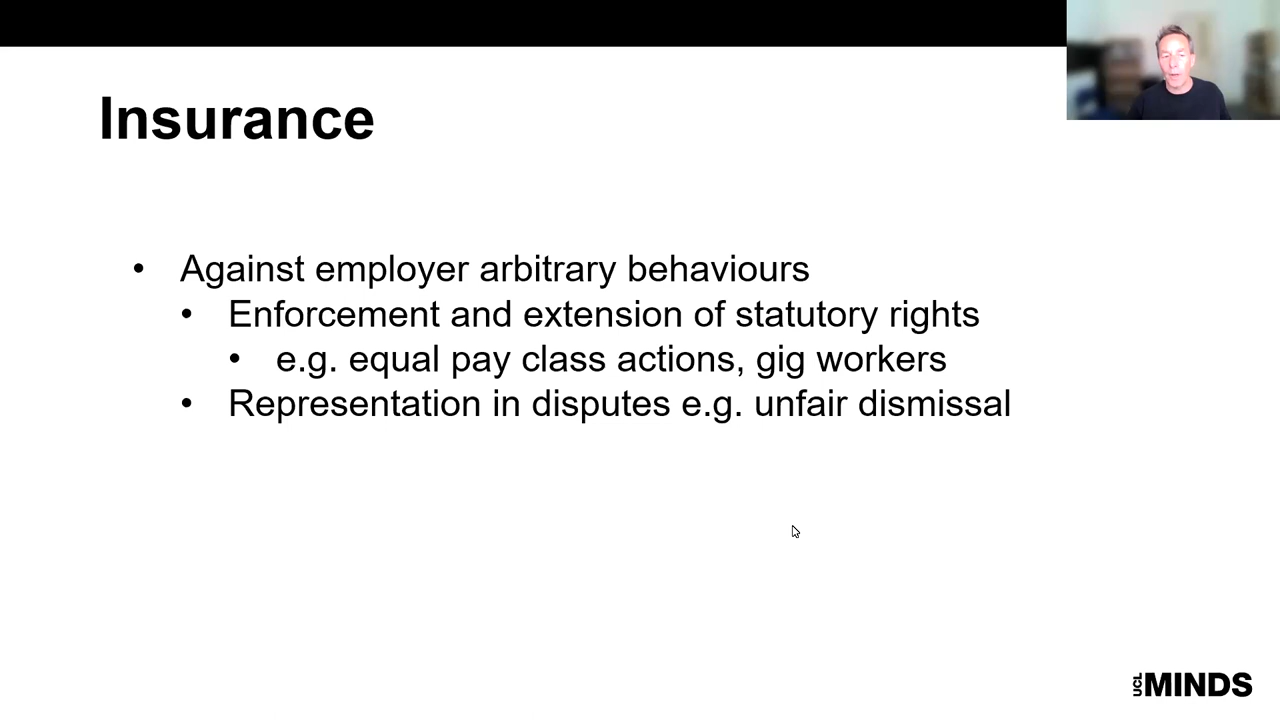 Insurance
• Against employer arbitrary behaviours
• Enforcement and extension of statutory rights
• e.g. equal pay class actions, gig workers
• Representation in disputes e.g. unfair dismissal
UCL MINDS